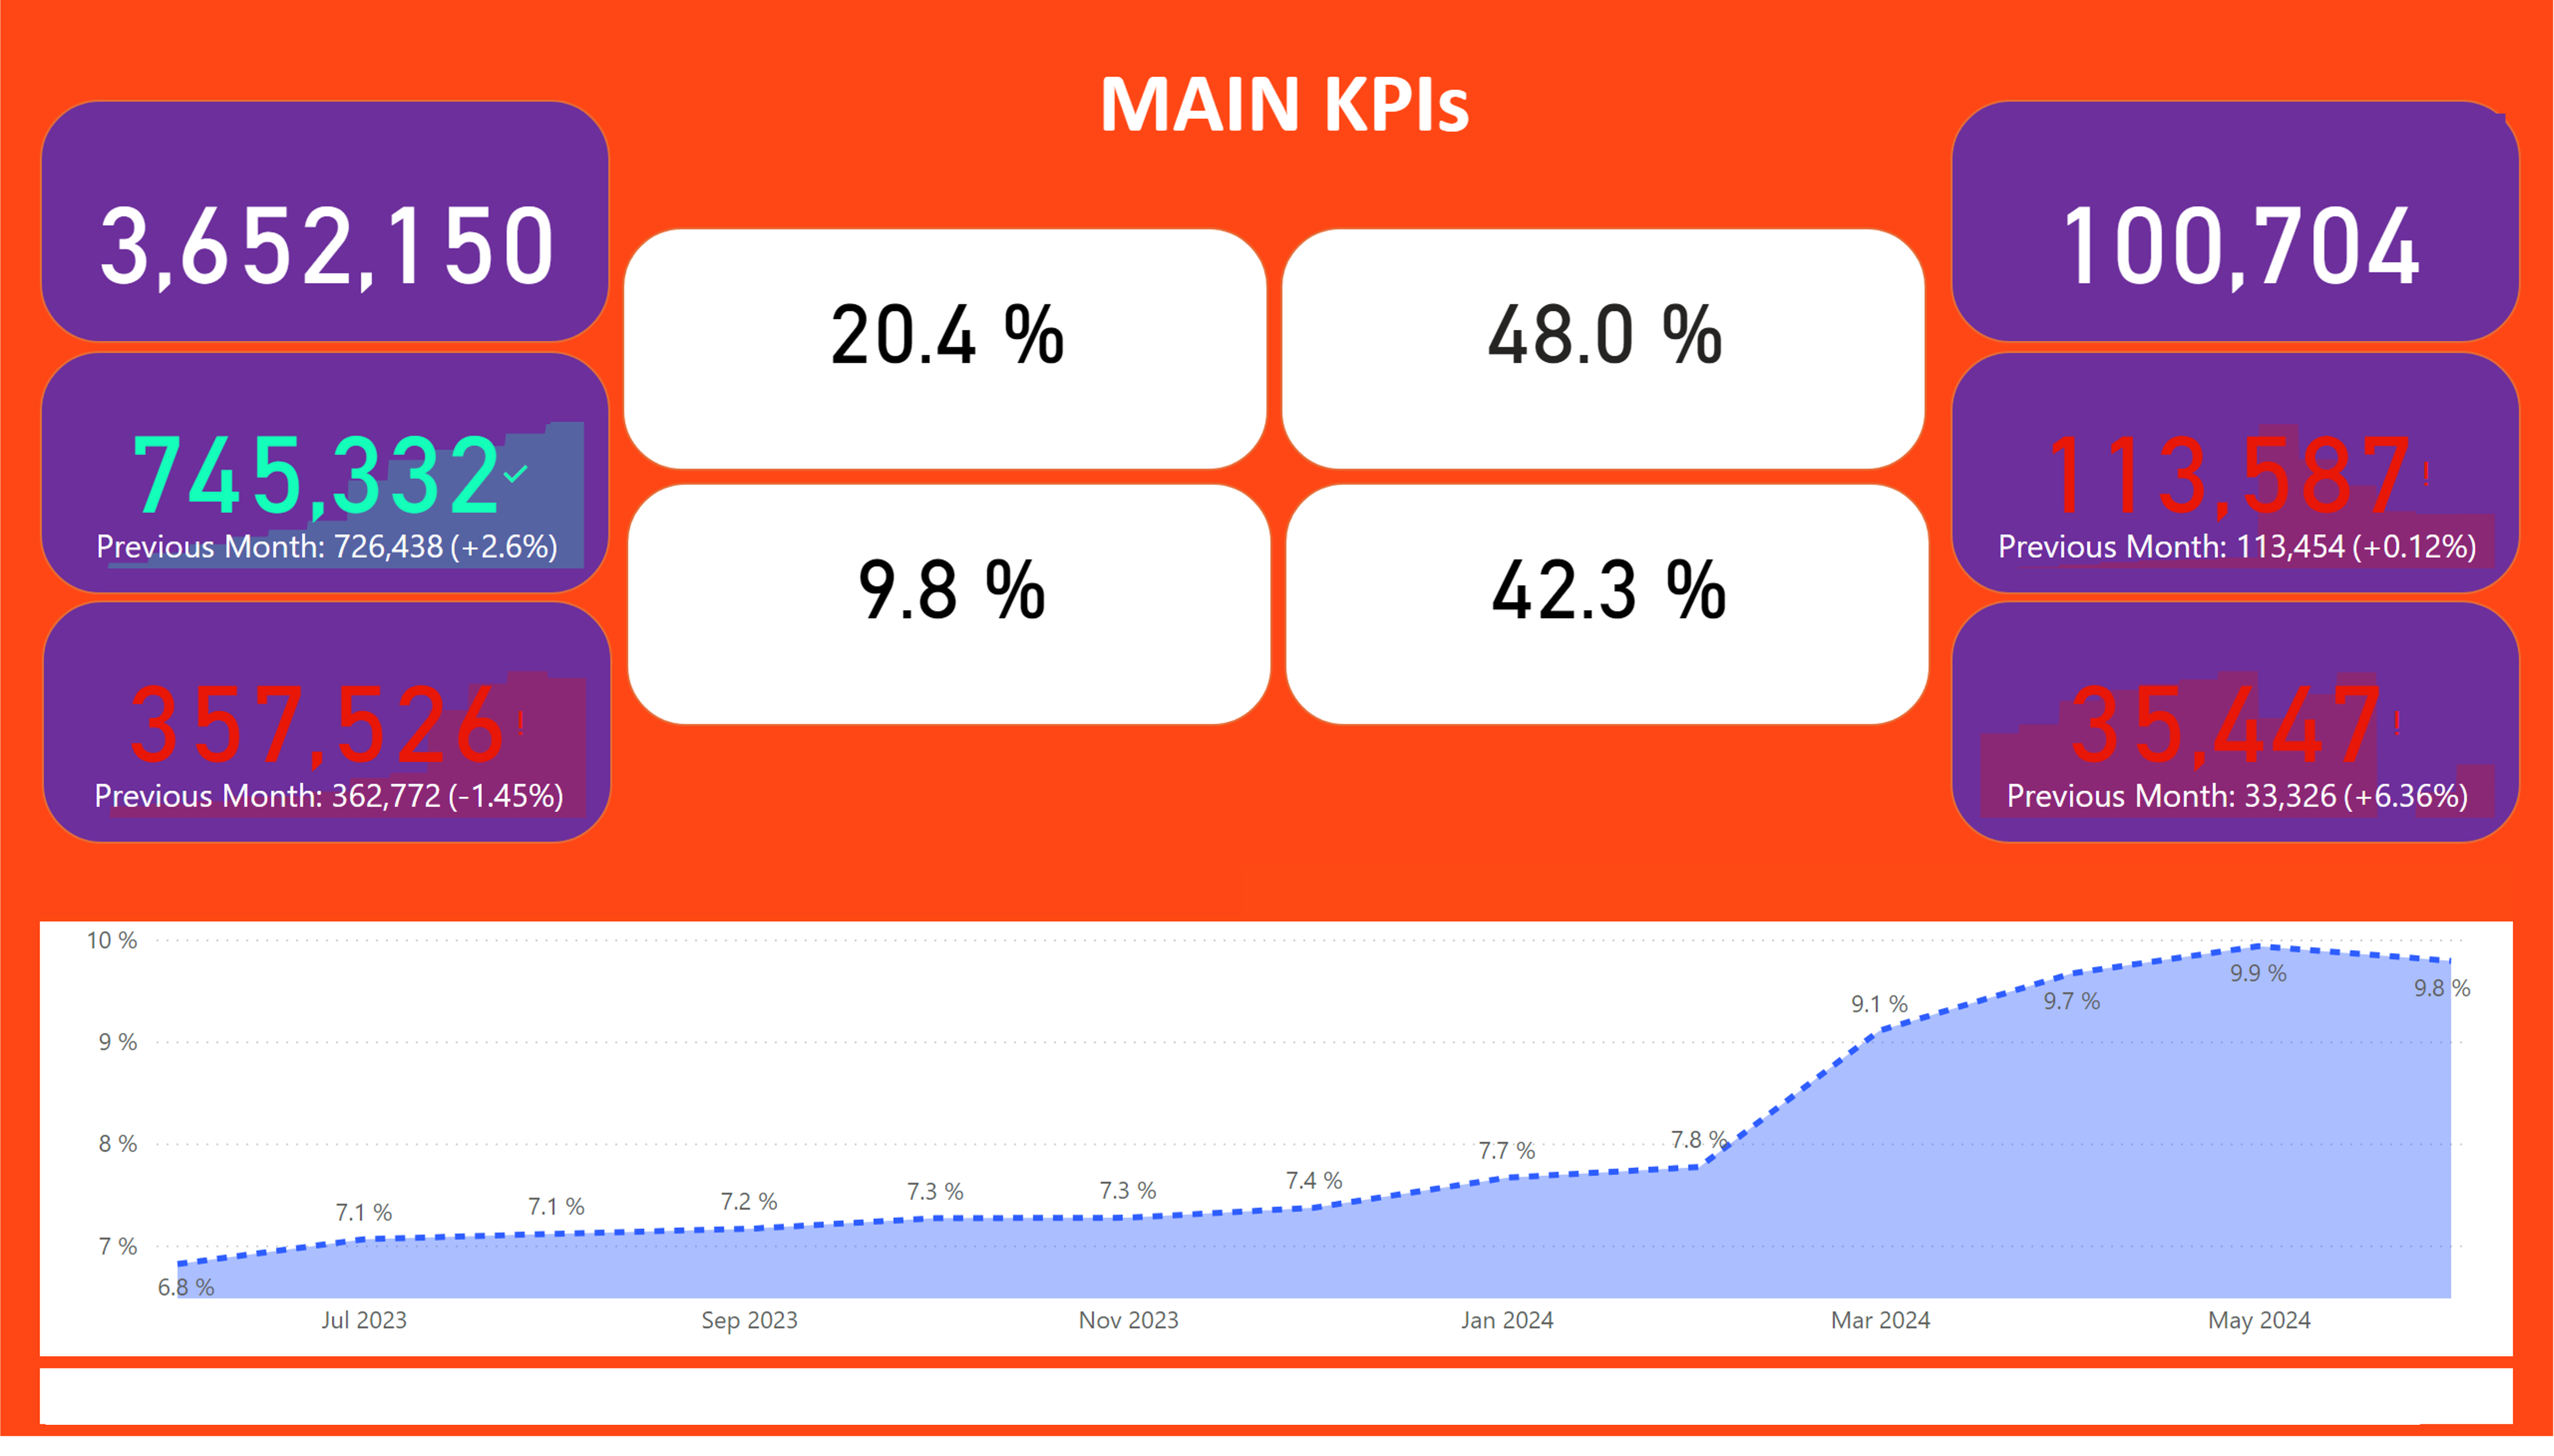 MAIN KPIs
3,652,150
745,332
Previous Month: 726,438 (+2.6%)
357,526!
Previous Month: 362,772 (-1.45%)
20.4 %
48.0 %
9.8 %
42.3 %
100,704
113,587!
Previous Month: 113,454 (+0.12%)
35,447!
Previous Month: 33,326 (+6.36%)
10 %
9 %
8 %
7 %
6.8 %
7.1 %
7.1 %
7.2 %
7.3 %
7.3 %
7.4 %
7.7 %
7.8 %
9.1 %
9.7 %
9.9 %
9.8 %
Jul 2023
Sep 2023
Nov 2023
Jan 2024
Mar 2024
May 2024